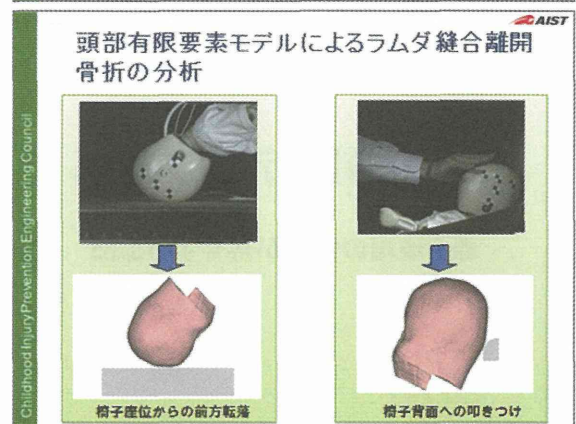 AIST
頭部有限要素モデルによるラムダ縫合離開
骨折の分析
Childhood Injury Prevention Engineering Council
椅子座位からの前方転落
椅子背面への叩きつけ